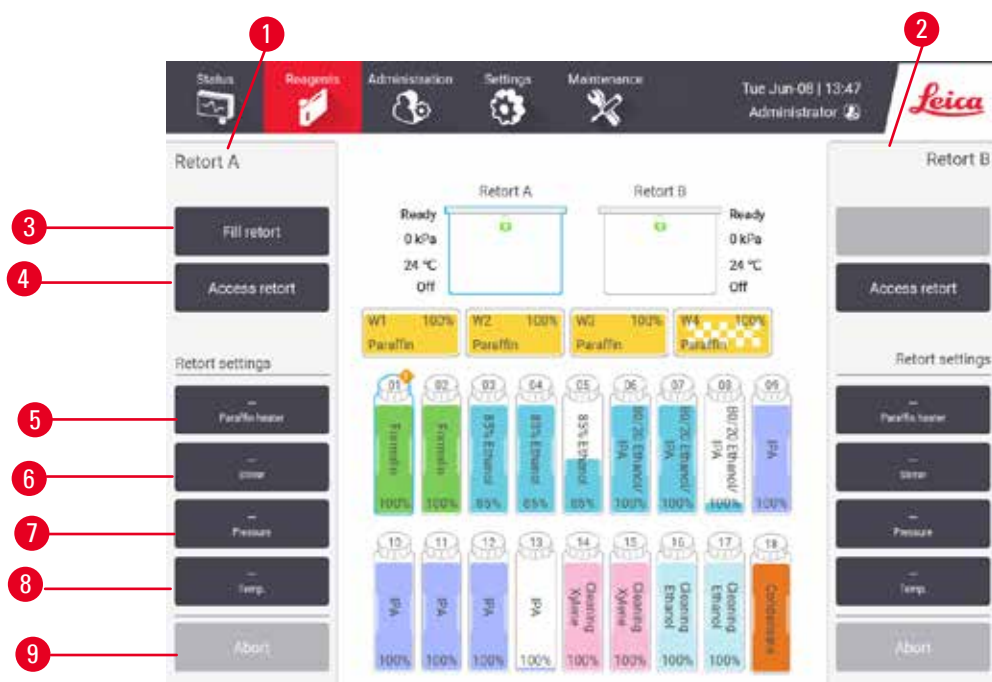 1
2
Status
Reagents
Administration
Settings
Maintenance
Tue Jun-08 | 13:47
Administrator
Leica
Retort A
Retort B
Retort A
Retort B
3
Fill retort
4
Access retort
Access retort
Ready
0 kPa
24 °C
Off
Ready
0 kPa
24 °C
Off
W1 100%
Paraffin
W2 100%
Paraffin
W3 100%
Paraffin
W4 100%
Paraffin
Retort settings
Retort settings
5
--
Paraffin heater
6
--
Stirrer
7
--
Pressure
8
--
Temp.
9
Abort
--
Paraffin heater
--
Stirrer
--
Pressure
--
Temp.
Abort
01
Formalin
100%
02
Formalin
100%
03
85% Ethanol
85%
04
85% Ethanol
85%
05
85% Ethanol
85%
06
80/20 Ethanol/
IPA
100%
07
80/20 Ethanol/
IPA
100%
08
80/20 Ethanol/
IPA
100%
09
IPA
100%
10
IPA
100%
11
IPA
100%
12
IPA
100%
13
IPA
100%
14
Cleaning
Xylene
100%
15
Cleaning
Xylene
100%
16
Cleaning
Ethanol
100%
17
Cleaning
Ethanol
100%
18
Condensate